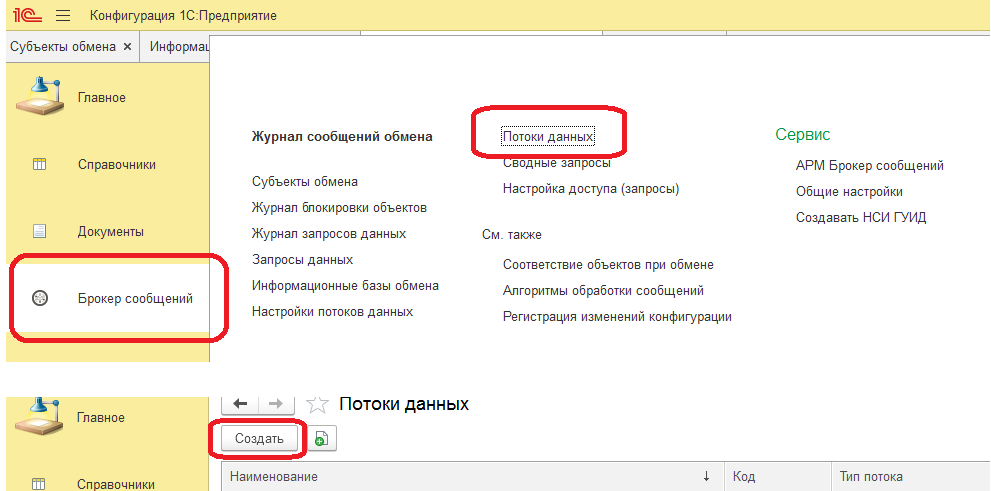 1С Конфигурация 1С:Предприятие
Субъекты обмена × Информац
Главное
Справочники
Документы
Брокер сообщений
Журнал сообщений обмена
Субъекты обмена
Журнал блокировки объектов
Журнал запросов данных
Запросы данных
Информационные базы обмена
Настройки потоков данных
Потоки данных
Сводные запросы
Настройка доступа (запросы)
См. также
Соответствие объектов при обмене
Алгоритмы обработки сообщений
Регистрация изменений конфигурации
Сервис
АРМ Брокер сообщений
Общие настройки
Создавать НСИ ГУИД
Главное
Справочники
Потоки данных
Создать
Наименование ↓ Код Тип потока